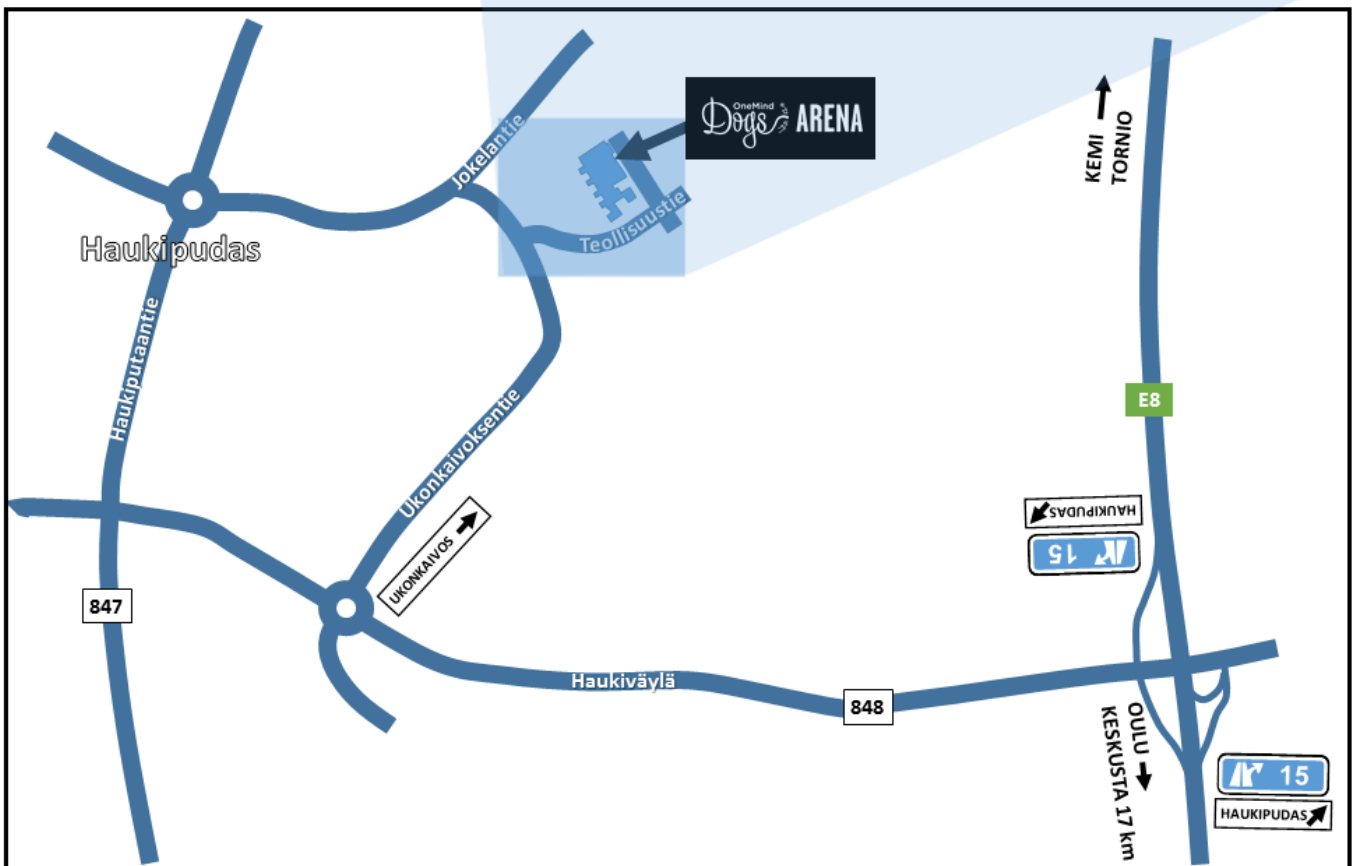 OneMind
Dogs ARENA
Jokelantie
KEMI
TORNIO
Teollisuustie
Haukipudas
Haukiputaantie
E8
Ukonkaivoksentie
HAUKIPUDAS
15
UKONKAIVOS
847
Haukiväylä
848
OULU
KESKUSTA 17 km
15
HAUKIPUDAS